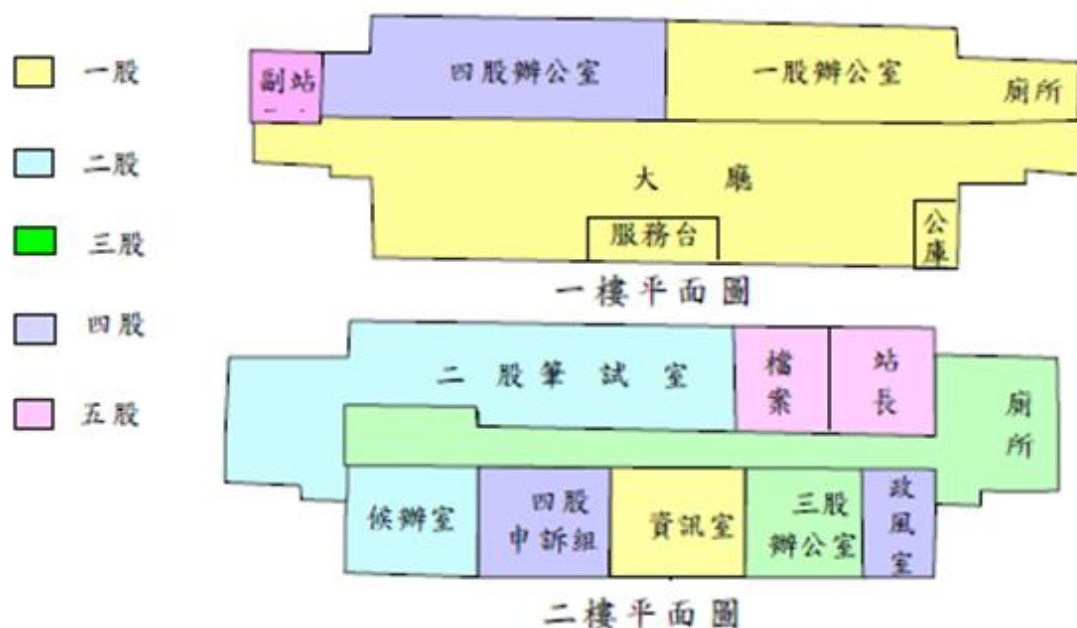 一股
二股
三股
四股
五股
副站
四股辦公室
一股辦公室
廁所
大 廳
服務台
公庫
一樓平面圖
二 股 筆 試 室
檔案
站長
廁所
候辦室
四股
申訴組
資訊室
三股
辦公室
政風室
二樓平面圖